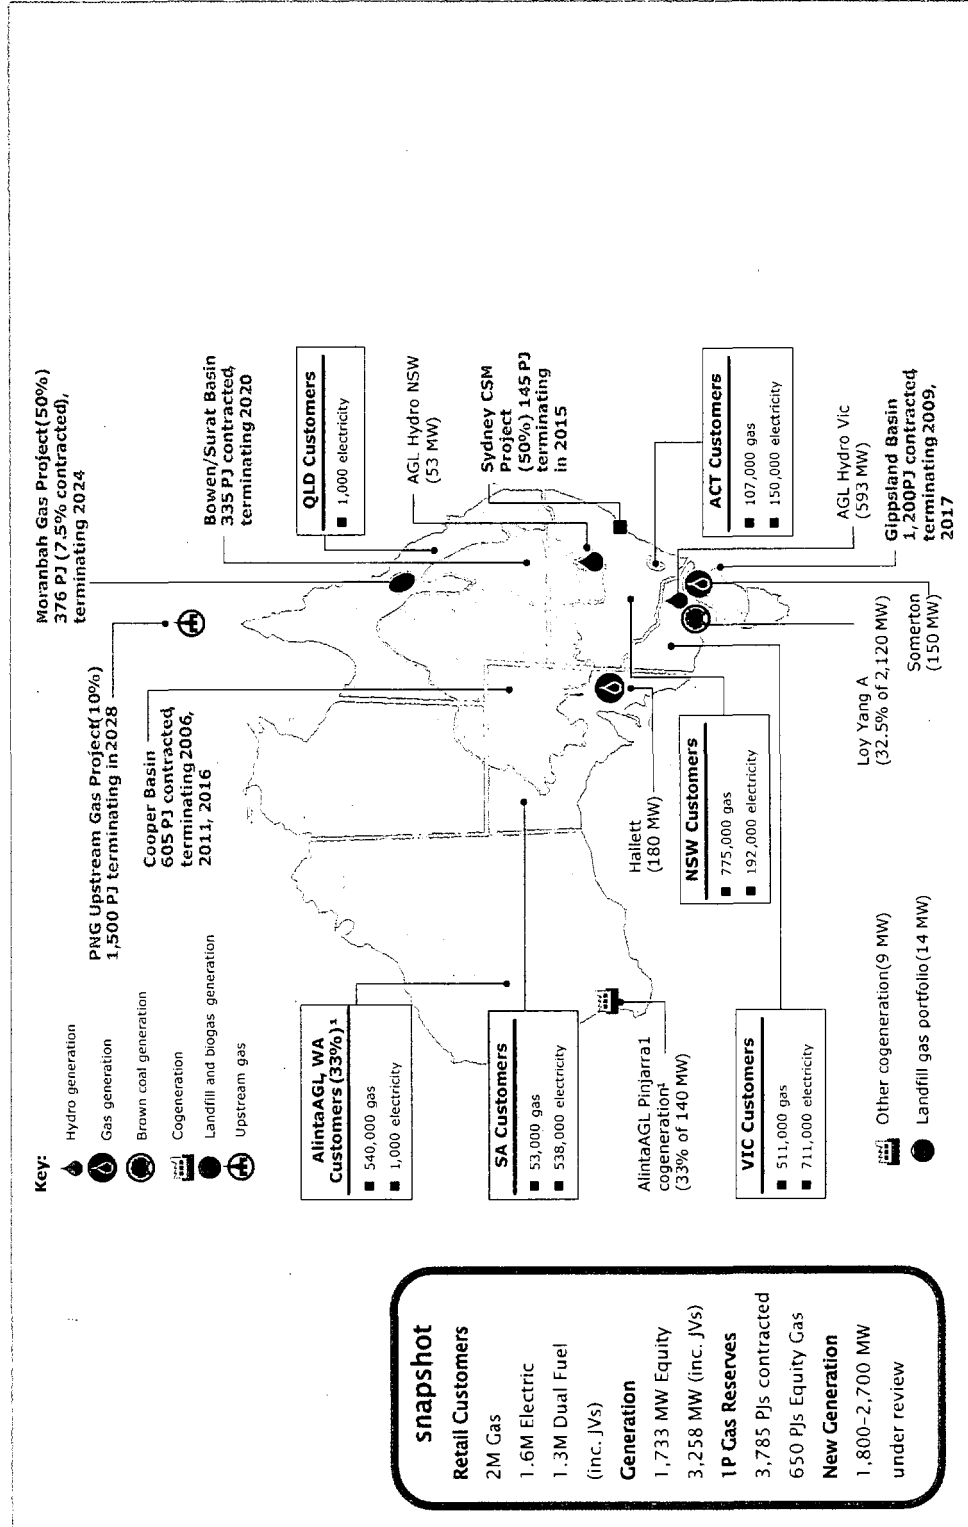 snapshot
Retail Customers
2M Gas
1.6M Electric
1.3M Dual Fuel
(inc. JVs)
Generation
1,733 MW Equity
3,258 MW (inc. JVs)
1P Gas Reserves
3,785 PJs contracted
650 PJs Equity Gas
New Generation
1,800–2,700 MW
under review
Key:
Hydro generation
Gas generation
Brown coal generation
Cogeneration
Landfill and biogas generation
Upstream gas
PNG Upstream Gas Project(10%)
1,500 PJ terminating in 2028
Moranbah Gas Project(50%)
376 PJ (7.5% contracted),
terminating 2024
Cooper Basin
605 PJ contracted,
terminating 2006,
2011, 2016
Bowen/Surat Basin
335 PJ contracted,
terminating 2020
AlintaAGL, WA
Customers (33%)¹
540,000 gas
1,000 electricity
QLD Customers
1,000 electricity
AGL Hydro NSW
(53 MW)
SA Customers
53,000 gas
538,000 electricity
Sydney CSM
Project
(50%) 145 PJ
terminating
in 2015
AlintaAGL Pinjarra1
cogeneration¹
(33% of 140 MW)
Hallett
(180 MW)
NSW Customers
775,000 gas
192,000 electricity
ACT Customers
107,000 gas
150,000 electricity
VIC Customers
511,000 gas
711,000 electricity
AGL Hydro Vic
(593 MW)
Loy Yang A
(32.5% of 2,120 MW)
Gippsland Basin
1,200PJ contracted,
terminating 2009,
2017
Somerton
(150 MW)
Other cogeneration(9 MW)
Landfill gas portfolio(14 MW)